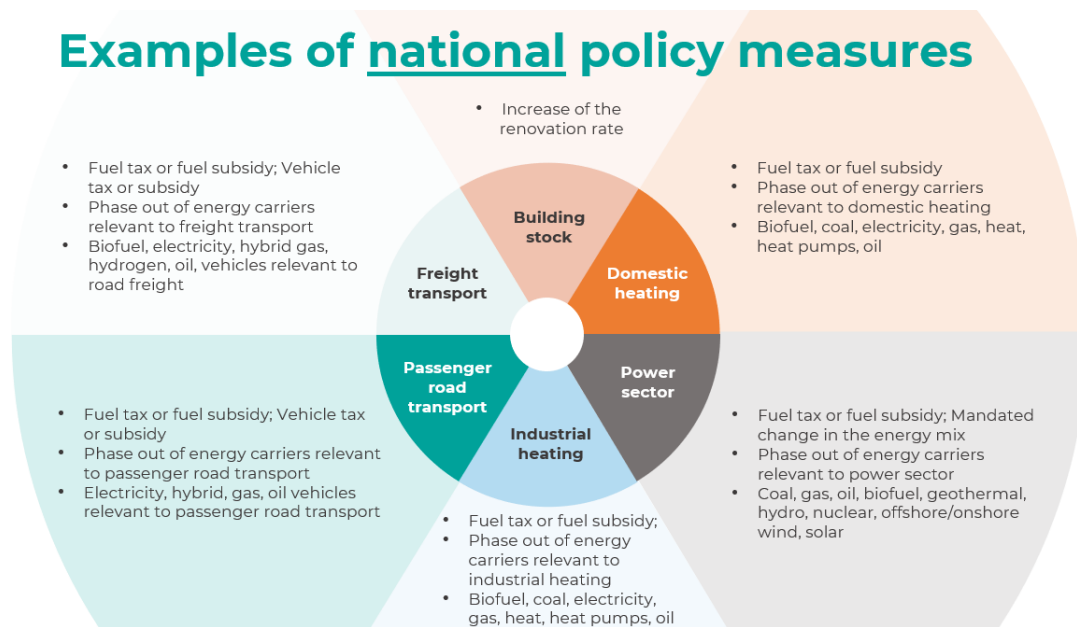 Examples of national policy measures
• Increase of the
renovation rate
• Fuel tax or fuel subsidy; Vehicle
tax or subsidy
• Phase out of energy carriers
relevant to freight transport
• Biofuel, electricity, hybrid gas,
hydrogen, oil, vehicles relevant to
road freight
• Fuel tax or fuel subsidy
• Phase out of energy carriers
relevant to domestic heating
• Biofuel, coal, electricity, gas, heat,
heat pumps, oil
Building
stock
Freight
transport
Domestic
heating
Passenger
road
transport
Power
sector
Industrial
heating
• Fuel tax or fuel subsidy; Vehicle tax
or subsidy
• Phase out of energy carriers relevant
to passenger road transport
• Electricity, hybrid, gas, oil vehicles
relevant to passenger road transport
• Fuel tax or fuel subsidy; Mandated
change in the energy mix
• Phase out of energy carriers
relevant to power sector
• Coal, gas, oil, biofuel, geothermal,
hydro, nuclear, offshore/onshore
wind, solar
• Fuel tax or fuel subsidy;
• Phase out of energy
carriers relevant to
industrial heating
• Biofuel, coal, electricity,
gas, heat, heat pumps, oil